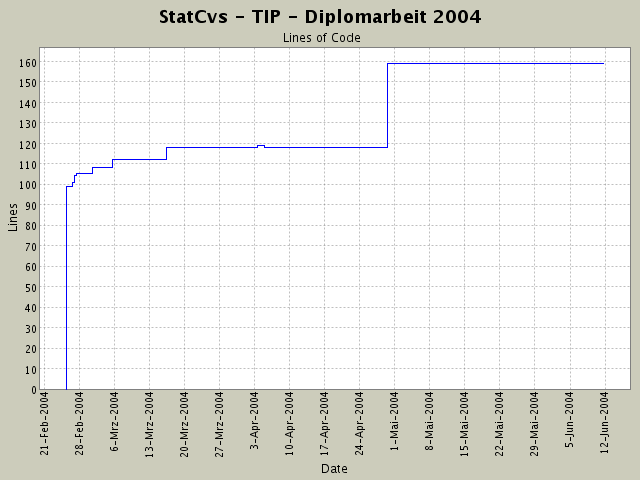 StatCvs - TIP - Diplomarbeit 2004
Lines of Code
160
150
140
130
120
110
100
90
80
70
60
50
40
30
20
10
0
Lines
21-Feb-2004
28-Feb-2004
6-Mrz-2004
13-Mrz-2004
20-Mrz-2004
27-Mrz-2004
3-Apr-2004
10-Apr-2004
17-Apr-2004
24-Apr-2004
1-Mai-2004
8-Mai-2004
15-Mai-2004
22-Mai-2004
29-Mai-2004
5-Jun-2004
12-Jun-2004
Date